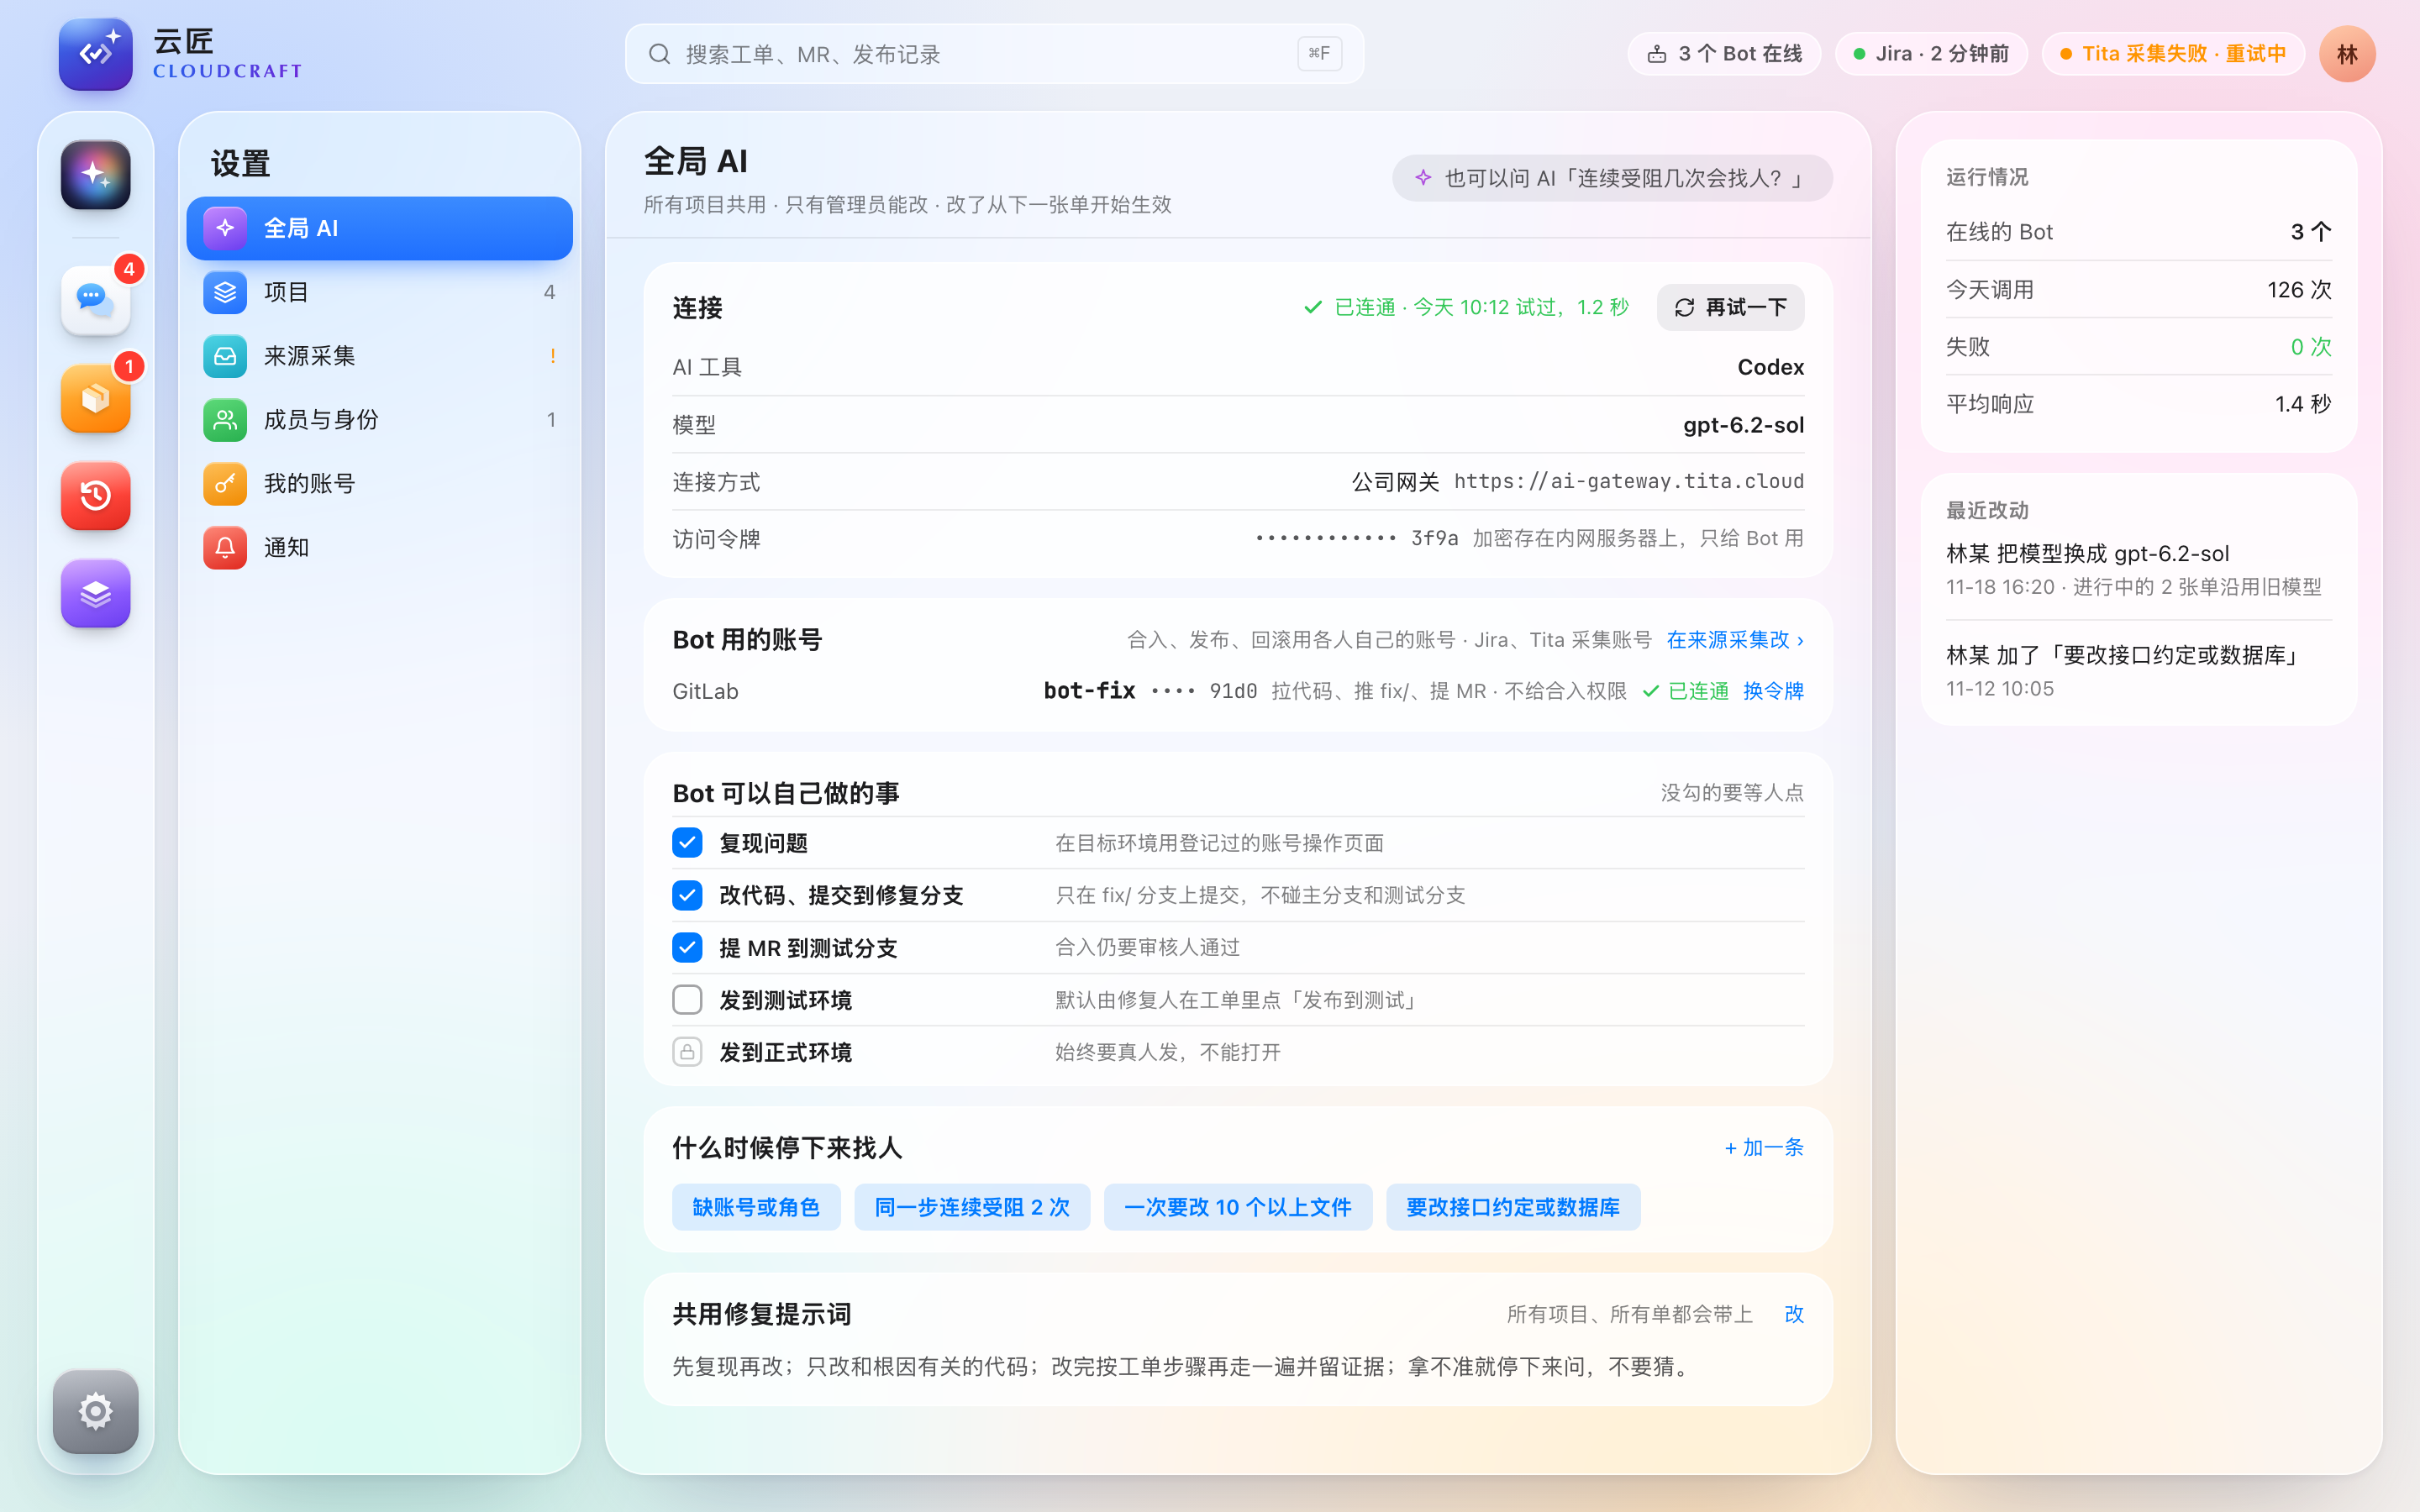 云匠
CLOUDCRAFT
搜索工单、MR、发布记录
⌘F
3 个 Bot 在线
Jira · 2 分钟前
Tita 采集失败 · 重试中
林
4
1
设置
全局 AI
项目 4
来源采集 !
成员与身份 1
我的账号
通知
全局 AI
所有项目共用 · 只有管理员能改 · 改了从下一张单开始生效
也可以问 AI「连续受阻几次会找人？」
连接
已连通 · 今天 10:12 试过，1.2 秒
再试一下
AI 工具 Codex
模型 gpt-6.2-sol
连接方式 公司网关 https://ai-gateway.tita.cloud
访问令牌 •••••••••••• 3f9a 加密存在内网服务器上，只给 Bot 用
Bot 用的账号 合入、发布、回滚用各人自己的账号 · Jira、Tita 采集账号 在来源采集改 ›
GitLab bot-fix •••• 91d0 拉代码、推 fix/、提 MR · 不给合入权限 已连通 换令牌
Bot 可以自己做的事 没勾的要等人点
复现问题 在目标环境用登记过的账号操作页面
改代码、提交到修复分支 只在 fix/ 分支上提交，不碰主分支和测试分支
提 MR 到测试分支 合入仍要审核人通过
发到测试环境 默认由修复人在工单里点「发布到测试」
发到正式环境 始终要真人发，不能打开
什么时候停下来找人 + 加一条
缺账号或角色 同一步连续受阻 2 次 一次要改 10 个以上文件 要改接口约定或数据库
共用修复提示词 所有项目、所有单都会带上 改
先复现再改；只改和根因有关的代码；改完按工单步骤再走一遍并留证据；拿不准就停下来问，不要猜。
运行情况
在线的 Bot 3 个
今天调用 126 次
失败 0 次
平均响应 1.4 秒
最近改动
林某 把模型换成 gpt-6.2-sol
11-18 16:20 · 进行中的 2 张单沿用旧模型
林某 加了「要改接口约定或数据库」
11-12 10:05